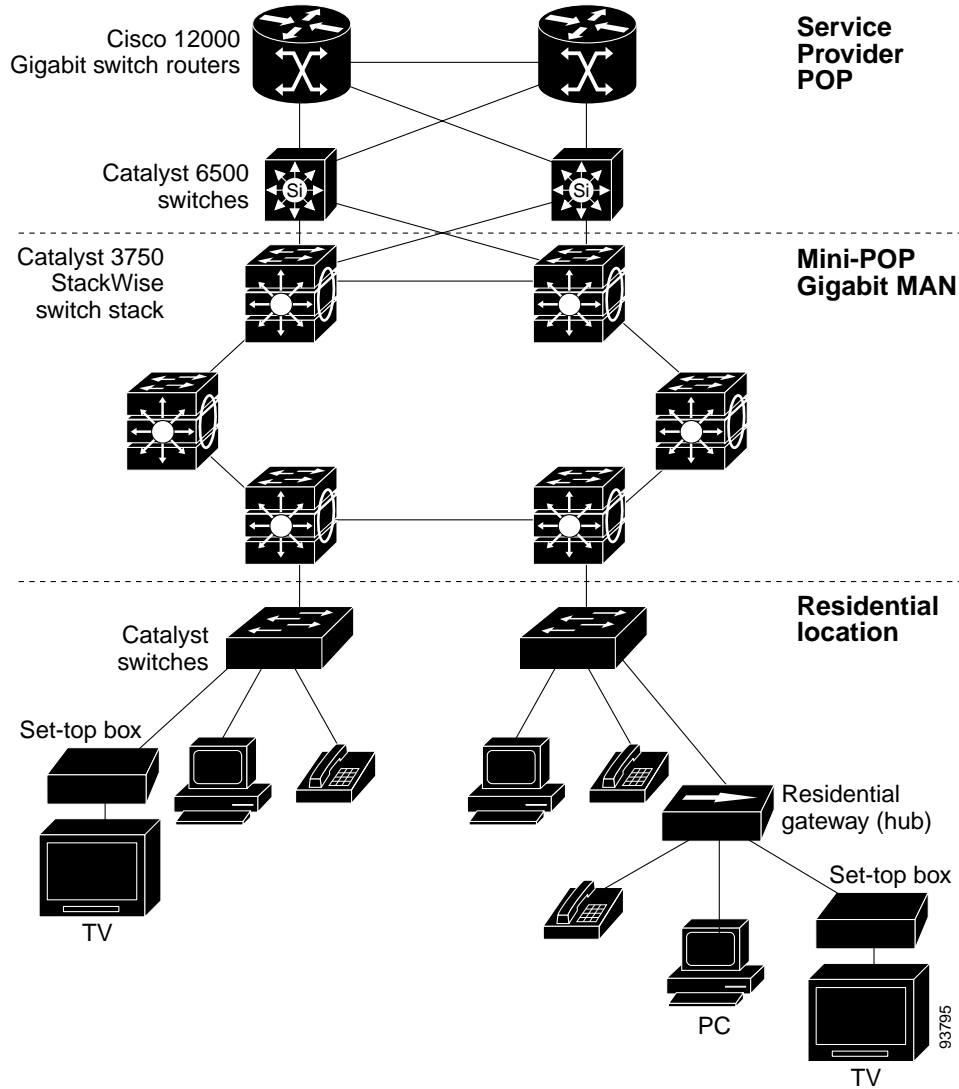 Cisco 12000
Gigabit switch routers
Service
Provider
POP
Catalyst 6500
switches
Si
Si
Catalyst 3750
StackWise
switch stack
Mini-POP
Gigabit MAN
Residential
location
Catalyst
switches
Set-top box
TV
Residential
gateway (hub)
Set-top box
PC
TV
93795